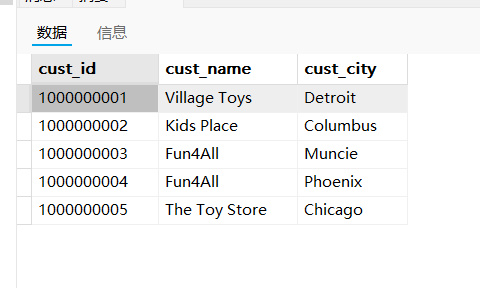 数据 信息
cust_id cust_name cust_city
1000000001 Village Toys Detroit
1000000002 Kids Place Columbus
1000000003 Fun4All Muncie
1000000004 Fun4All Phoenix
1000000005 The Toy Store Chicago